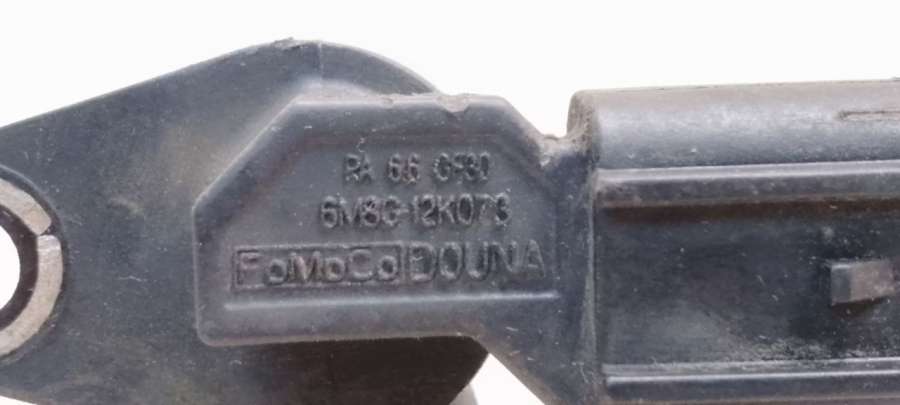 PA 66 GF30
6M8G-12K073
FoMoCo DOUNA